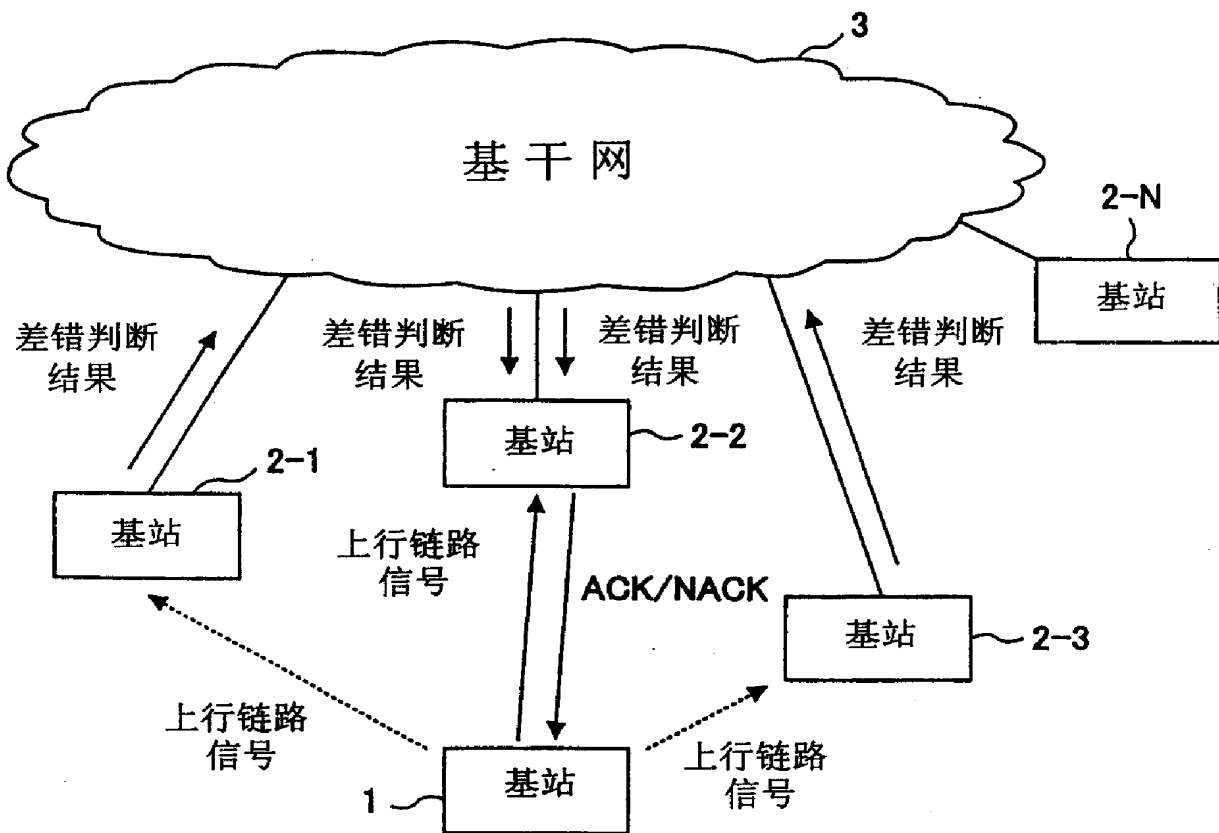 3
基干网
2-N
基站
差错判断
结果
差错判断
结果
差错判断
结果
差错判断
结果
基站
2-2
2-1
基站
上行链路
信号
ACK/NACK
基站
2-3
上行链路
信号
上行链路
信号
基站
1